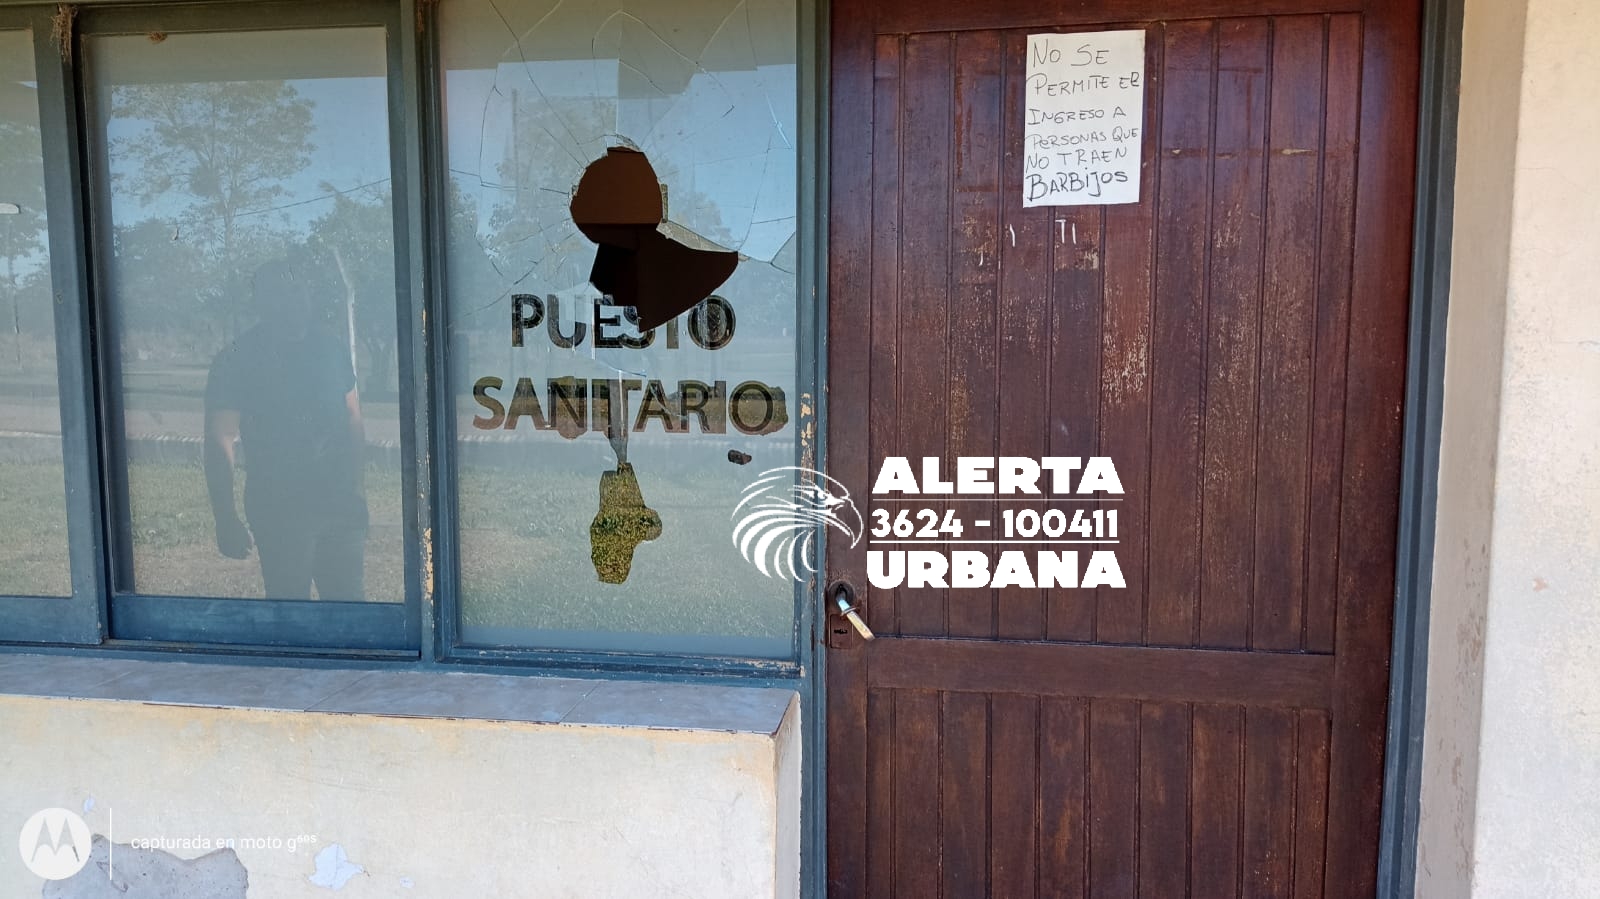 NO SE
PERMITE EL
INGRESO A
PERSONAS QUE
NO TRAEN
BARBIJOS
PUESTO
SANITARIO
ALERTA
3624 - 100411
URBANA
capturada en moto g⁶⁰ˢ